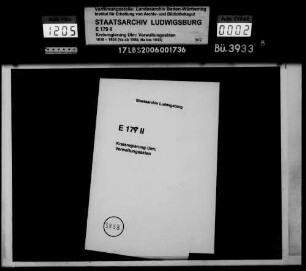 Verfilmungsstelle: Landesarchiv Baden-Württemberg
Institut für Erhaltung von Archiv- und Bibliotheksgut
STAATSARCHIV LUDWIGSBURG
E 179 II
Kreisregierung Ulm: Verwaltungsakten
1205
0002
17LBS2006001736
Bü. 3933
Staatsarchiv Ludwigsburg
E 179 II
Kreisregierung Ulm:
Verwaltungsakten